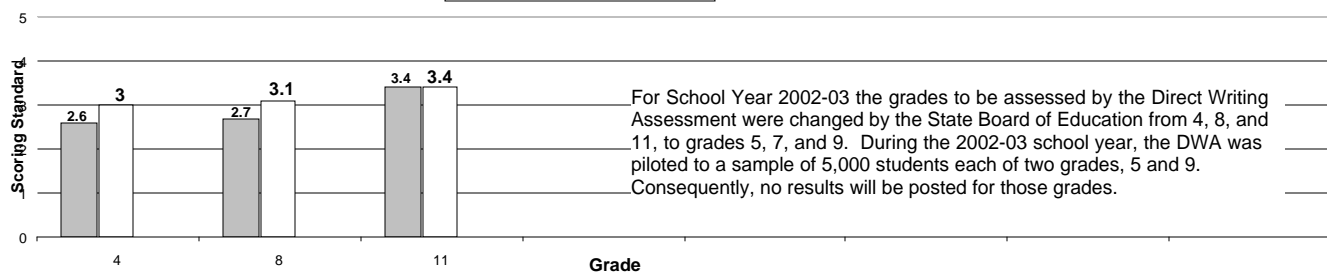 5
4
3
2
1
0
Scoring Standard
2.6
3
2.7
3.1
3.4
3.4
For School Year 2002-03 the grades to be assessed by the Direct Writing
Assessment were changed by the State Board of Education from 4, 8, and
11, to grades 5, 7, and 9. During the 2002-03 school year, the DWA was
piloted to a sample of 5,000 students each of two grades, 5 and 9.
Consequently, no results will be posted for those grades.
4
8
11
Grade